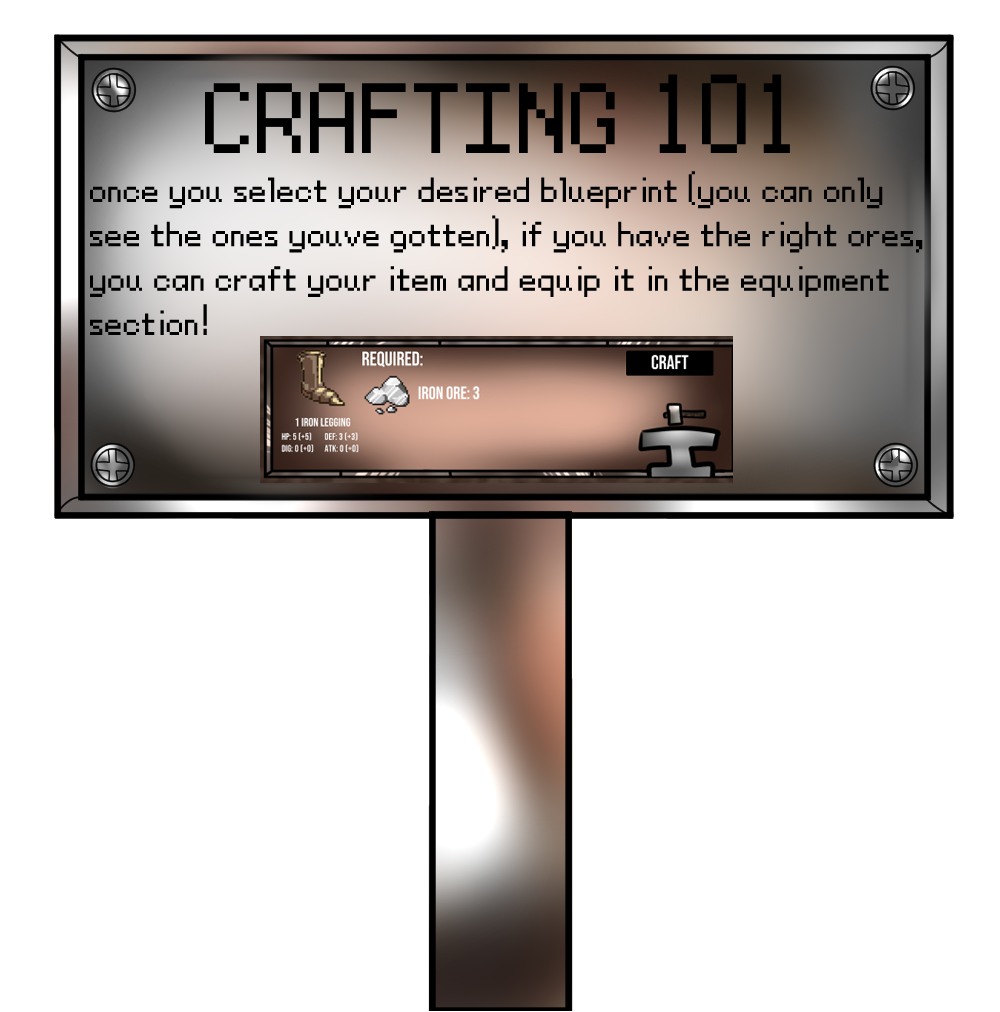 CRAFTING 101
once you select your desired blueprint (you can only
see the ones youve gotten), if you have the right ores,
you can craft your item and equip it in the equipment
section!
REQUIRED:
CRAFT
IRON ORE: 3
1 IRON LEGGING
HP: 5 (+5) DEF: 3 (+3)
DIG: 0 (+0) ATK: 0 (+0)